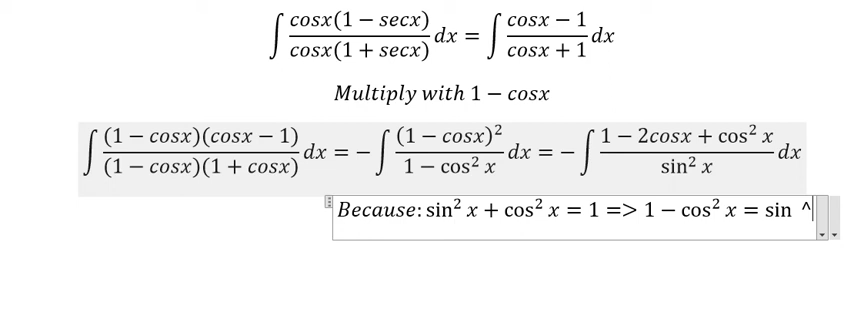 ∫ cosx(1 − secx)/cosx(1 + secx) dx = ∫ (cosx − 1)/(cosx + 1) dx
Multiply with 1 − cosx
∫ (1 − cosx)(cosx − 1)/(1 − cosx)(1 + cosx) dx = − ∫ (1 − cosx)²/(1 − cos² x) dx = − ∫ (1 − 2cosx + cos² x)/sin² x dx
Because: sin² x + cos² x = 1 => 1 − cos² x = sin ^